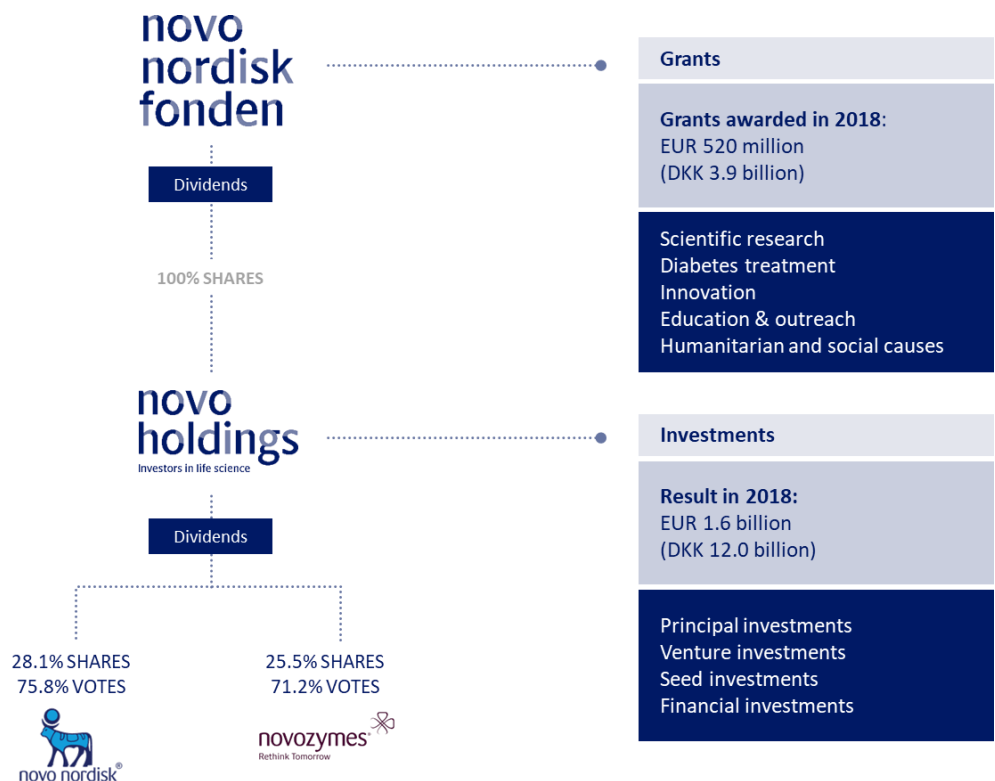 novo
nordisk
fonden
Dividends
100% SHARES
novo
holdings
Investors in life science
Dividends
28.1% SHARES
75.8% VOTES
novo nordisk®
25.5% SHARES
71.2% VOTES
novozymes®
Rethink Tomorrow
Grants
Grants awarded in 2018:
EUR 520 million
(DKK 3.9 billion)
Scientific research
Diabetes treatment
Innovation
Education & outreach
Humanitarian and social causes
Investments
Result in 2018:
EUR 1.6 billion
(DKK 12.0 billion)
Principal investments
Venture investments
Seed investments
Financial investments